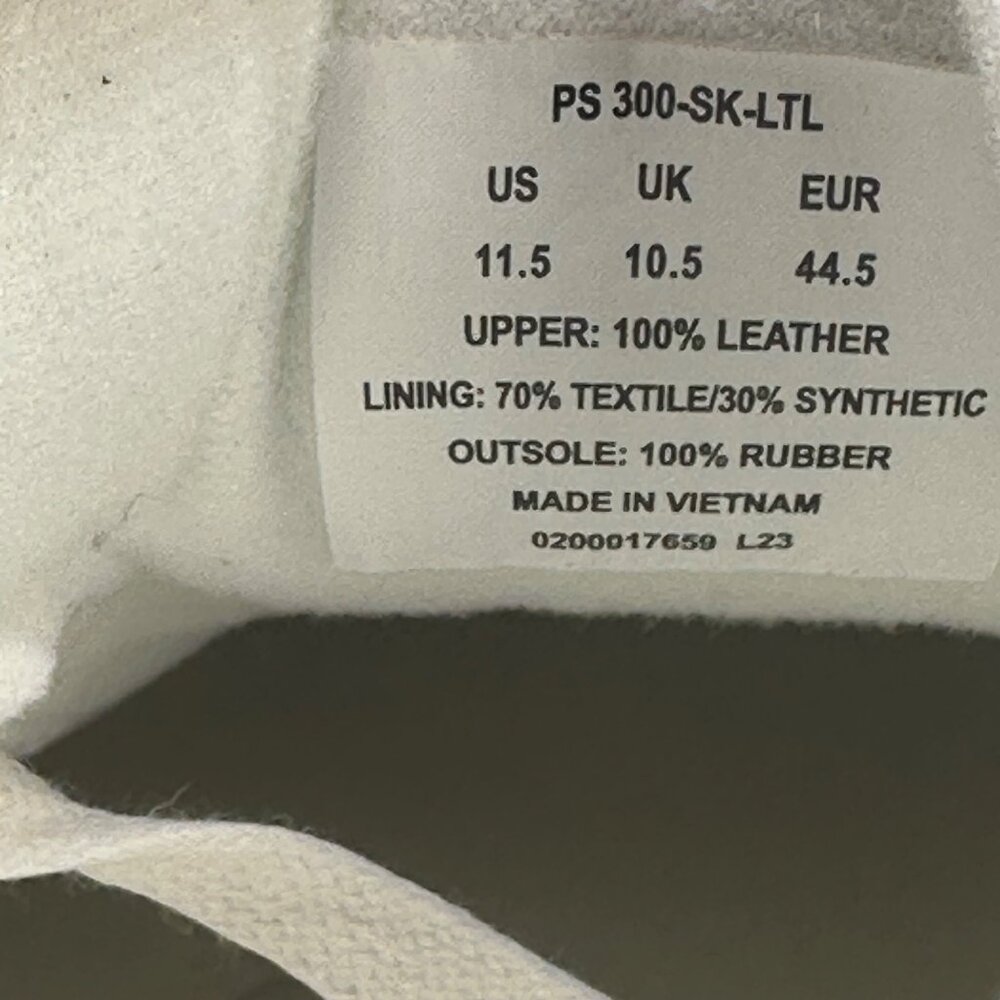 PS 300-SK-LTL
US UK EUR
11.5 10.5 44.5
UPPER: 100% LEATHER
LINING: 70% TEXTILE/30% SYNTHETIC
OUTSOLE: 100% RUBBER
MADE IN VIETNAM
0200017659 L23